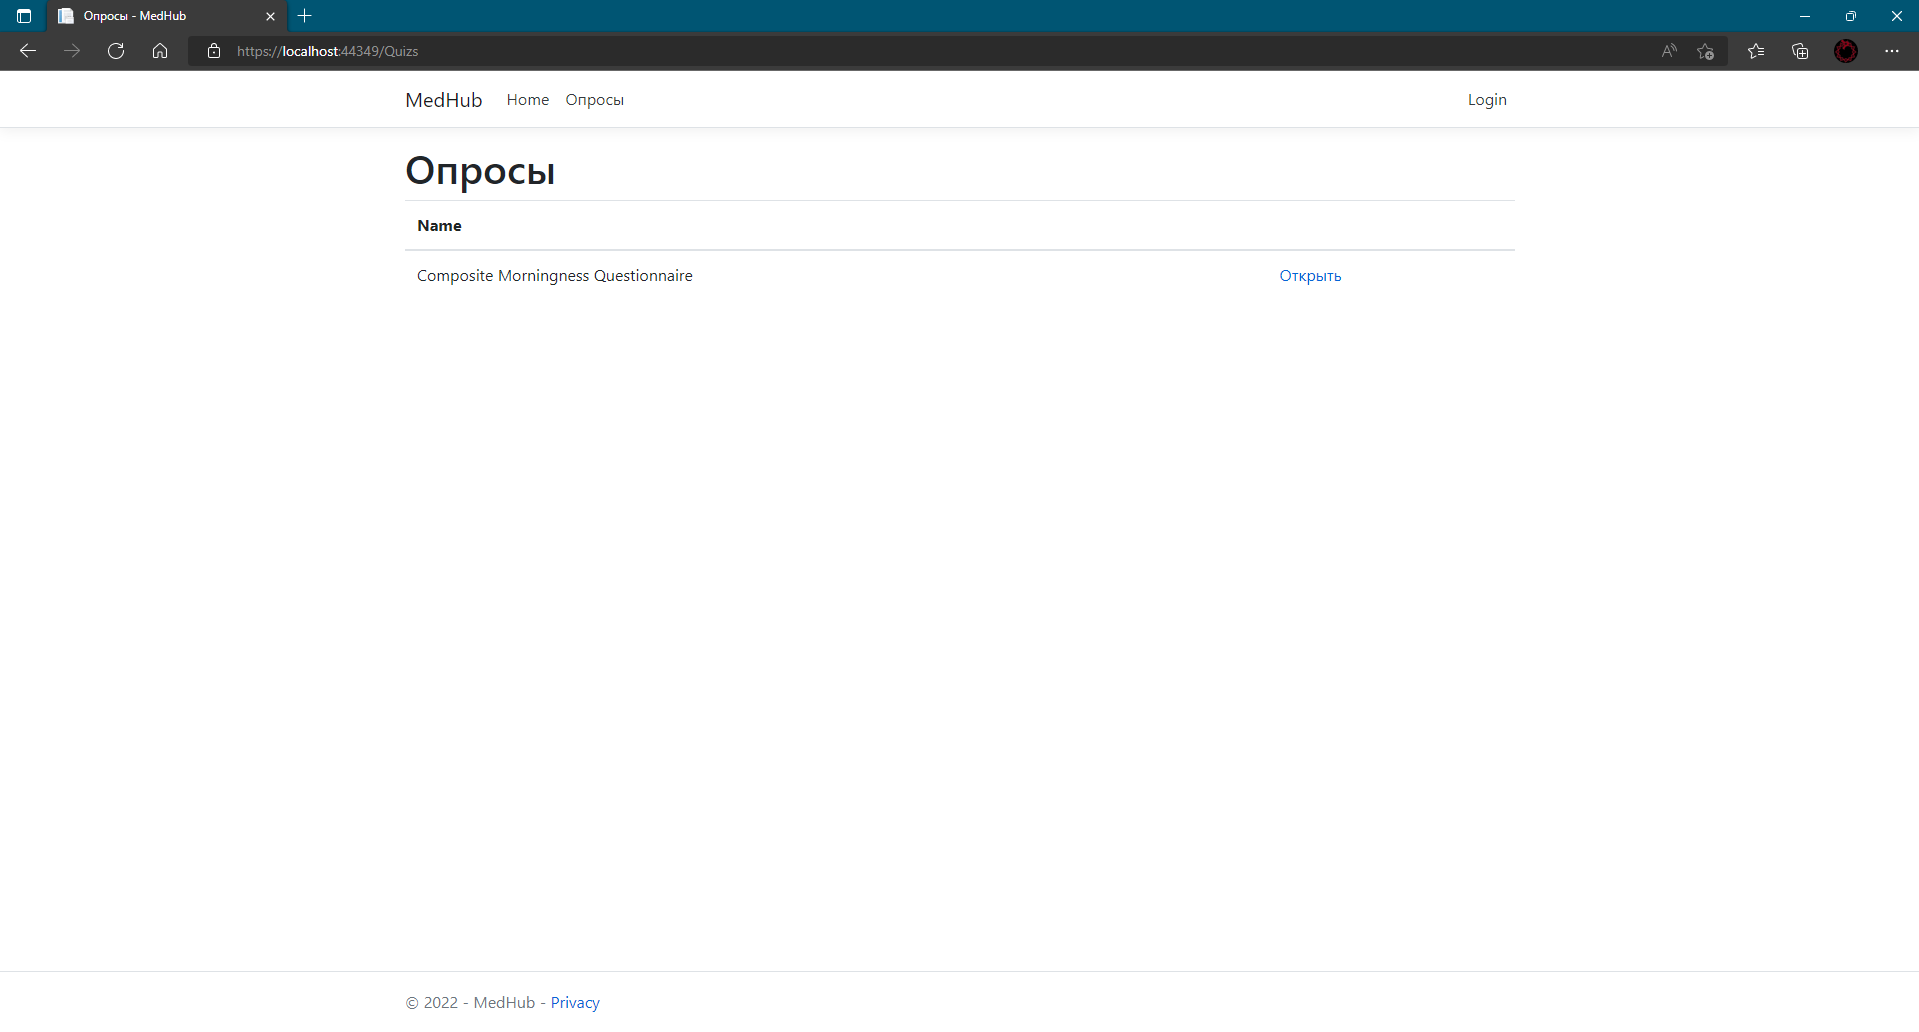 Опросы - MedHub
https://localhost:44349/Quizs
MedHub Home Опросы Login
Опросы
Name
Composite Morningness Questionnaire Открыть
© 2022 - MedHub - Privacy